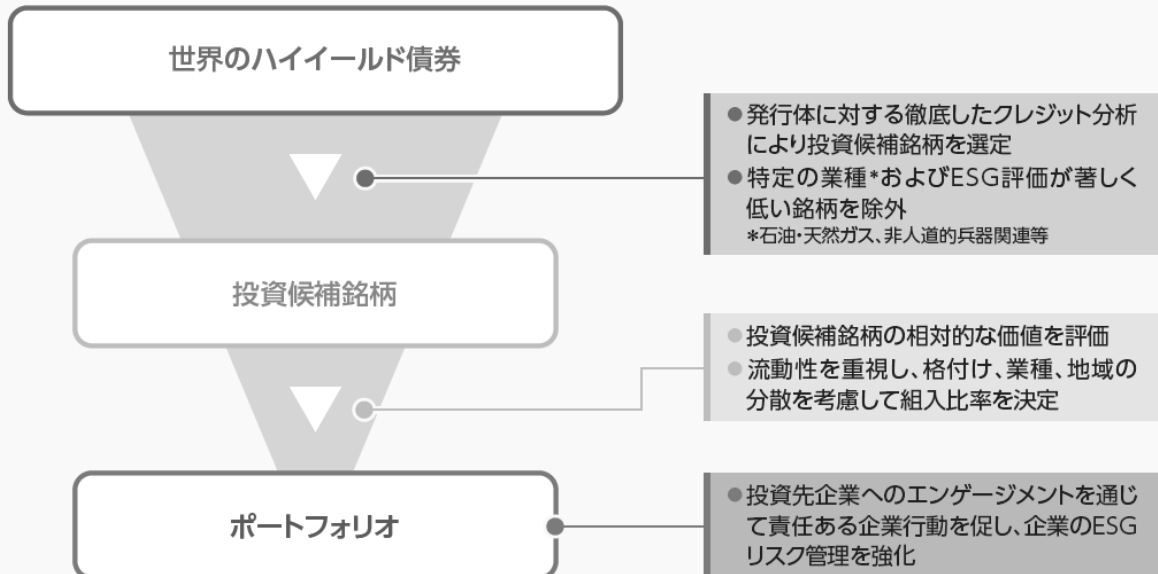 世界のハイイールド債券
●発行体に対する徹底したクレジット分析
により投資候補銘柄を選定
●特定の業種*およびESG評価が著しく
低い銘柄を除外
*石油・天然ガス、非人道的兵器関連等
投資候補銘柄
●投資候補銘柄の相対的な価値を評価
●流動性を重視し、格付け、業種、地域の
分散を考慮して組入比率を決定
ポートフォリオ
●投資先企業へのエンゲージメントを通じ
て責任ある企業行動を促し、企業のESG
リスク管理を強化